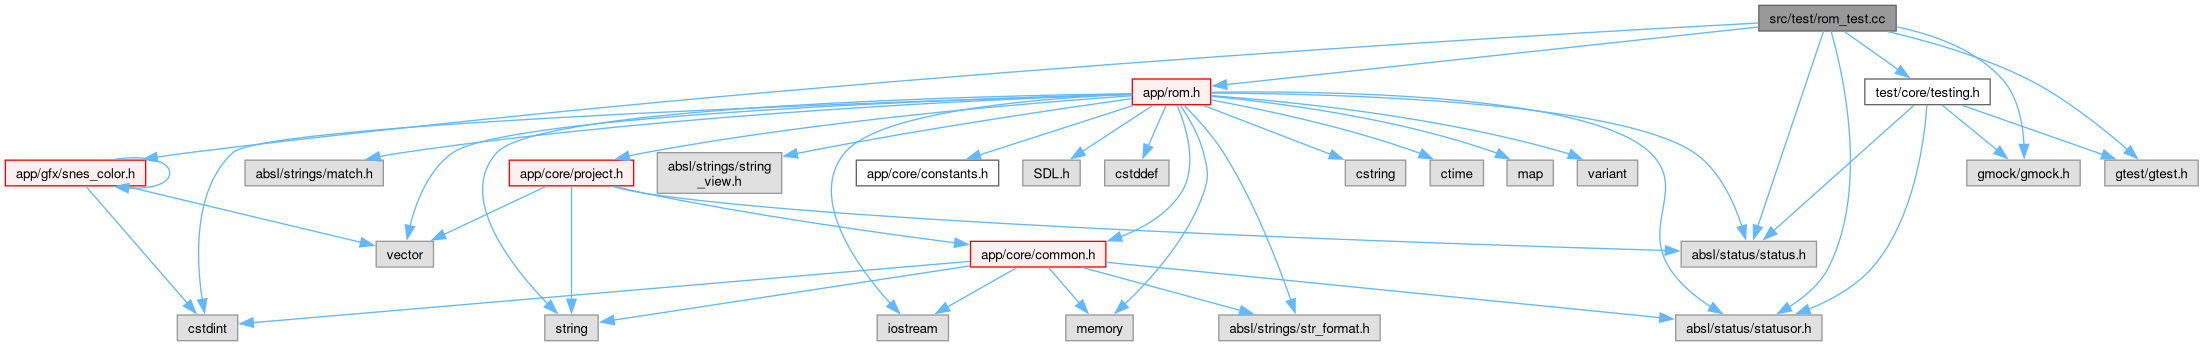 src/test/rom_test.cc
app/rom.h
test/core/testing.h
app/gfx/snes_color.h
absl/strings/match.h
app/core/project.h
absl/strings/string
_view.h
app/core/constants.h
SDL.h
cstddef
cstring
ctime
map
variant
gmock/gmock.h
gtest/gtest.h
vector
app/core/common.h
absl/status/status.h
cstdint
string
iostream
memory
absl/strings/str_format.h
absl/status/statusor.h